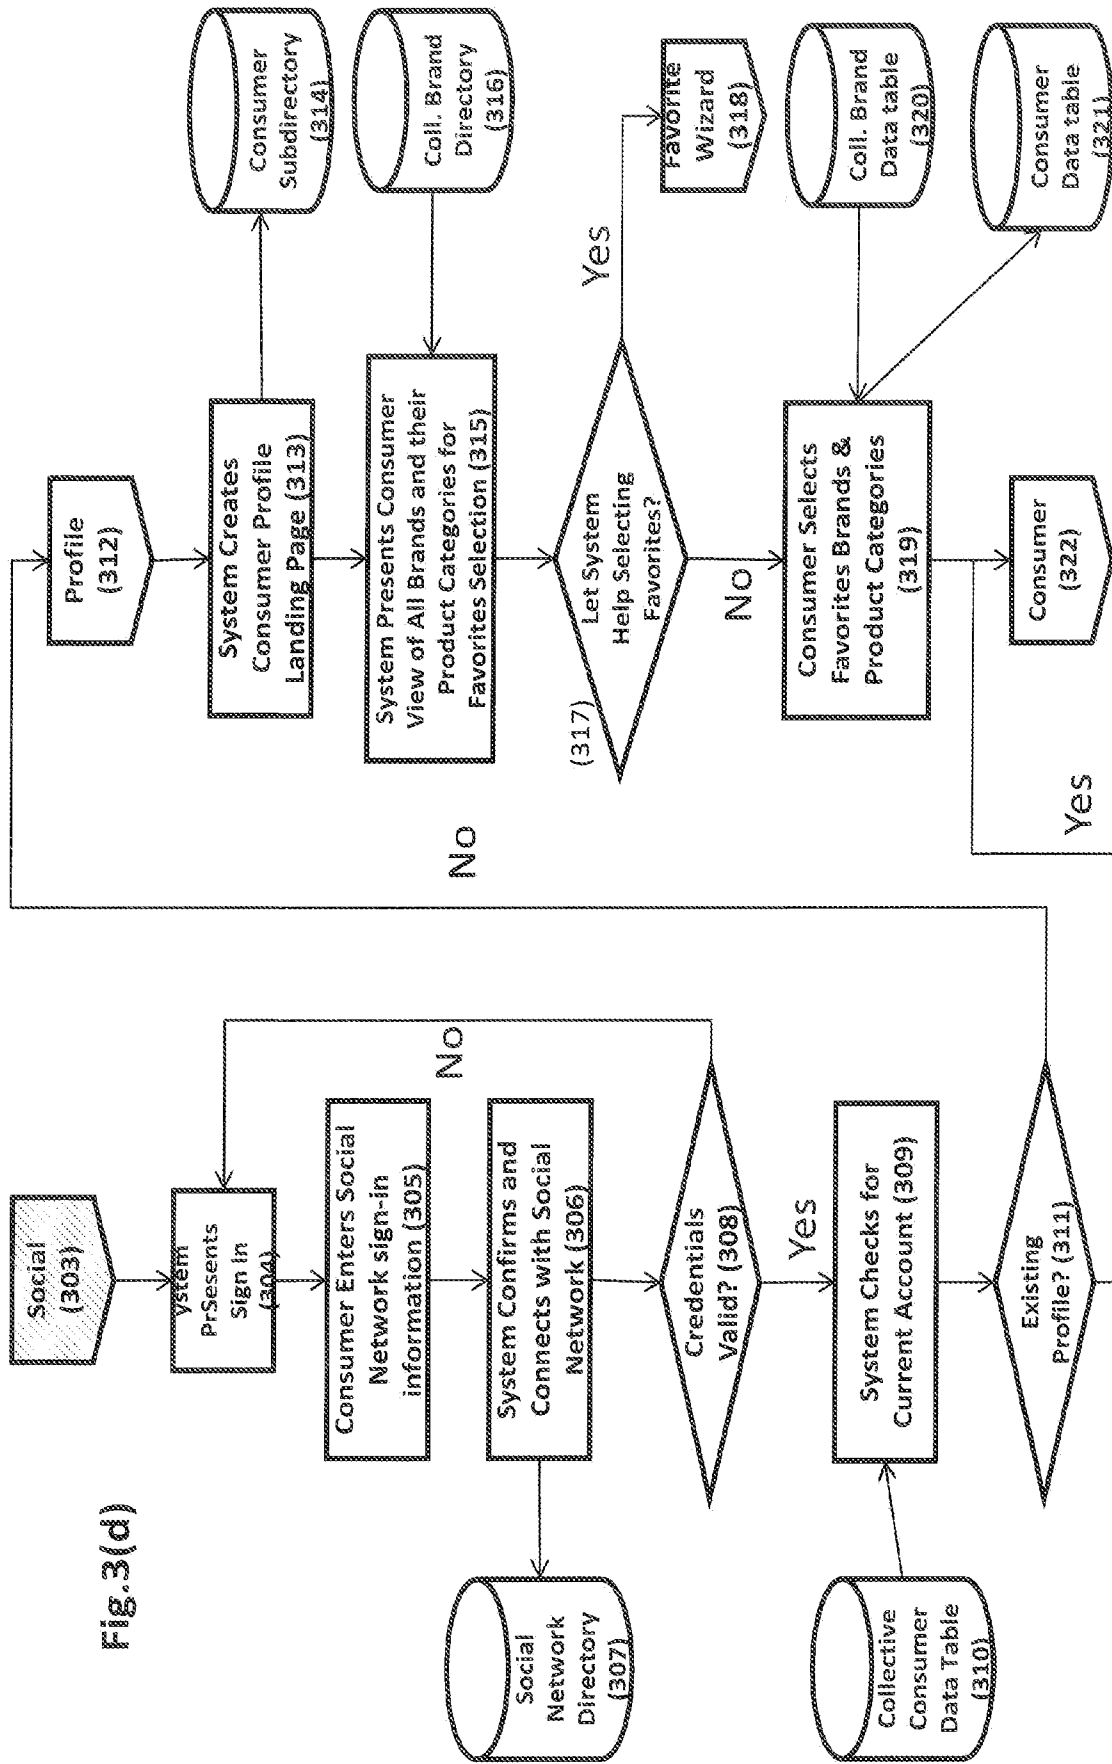 Fig.3(d)
Social
(303)
ystem
PrSesents
Sign in
(304)
Consumer Enters Social
Network sign-in
information (305)
System Confirms and
Connects with Social
Network (306)
Social
Network
Directory
(307)
Credentials
Valid? (308)
No
Yes
System Checks for
Current Account (309)
Collective
Consumer
Data Table
(310)
Existing
Profile? (311)
No
Yes
Profile
(312)
System Creates
Consumer Profile
Landing Page (313)
Consumer
Subdirectory
(314)
System Presents Consumer
View of All Brands and their
Product Categories for
Favorites Selection (315)
Coll. Brand
Directory
(316)
(317)
Let System
Help Selecting
Favorites?
Yes
Favorite
Wizard
(318)
No
Consumer Selects
Favorites Brands &
Product Categories
(319)
Coll. Brand
Data table
(320)
Consumer
Data table
(321)
Consumer
(322)